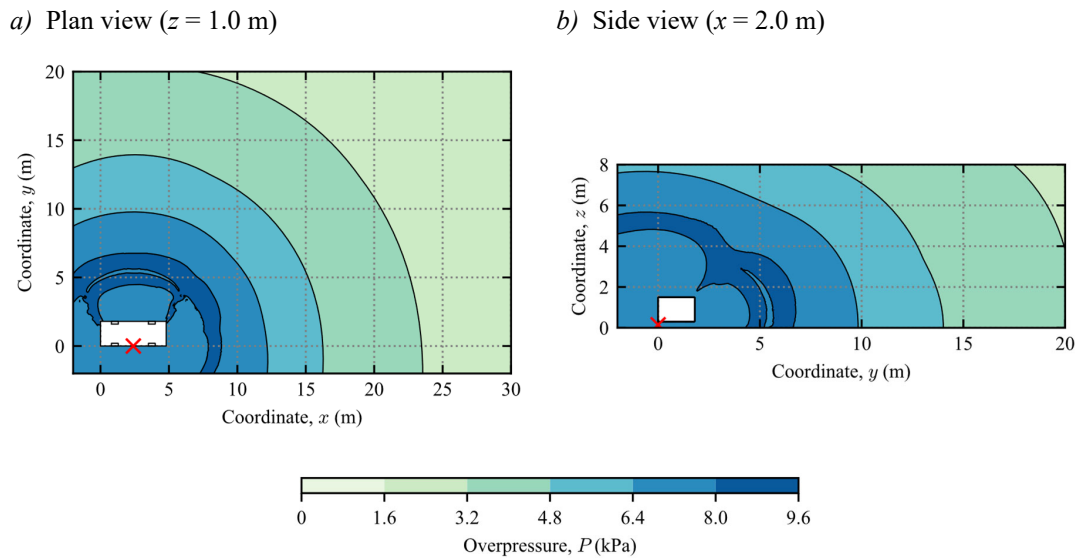 a) Plan view (z = 1.0 m)
b) Side view (x = 2.0 m)
20
15
10
5
0
Coordinate, y (m)
0 5 10 15 20 25 30
Coordinate, x (m)
8
6
4
2
0
Coordinate, z (m)
0 5 10 15 20
Coordinate, y (m)
0 1.6 3.2 4.8 6.4 8.0 9.6
Overpressure, P (kPa)